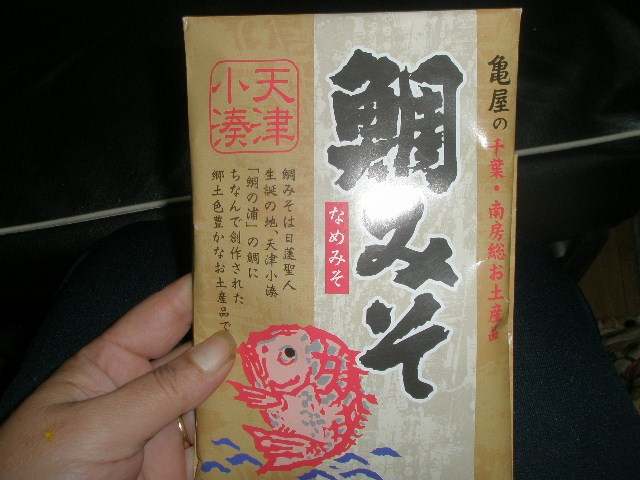 亀屋の千葉・南房総お土産品
鯛みそ
なめみそ
天津
小湊
鯛みそは日蓮聖人
生誕の地、天津小湊
「鯛の浦」の鯛に
ちなんで創作された
郷土色豊かなお土産品で